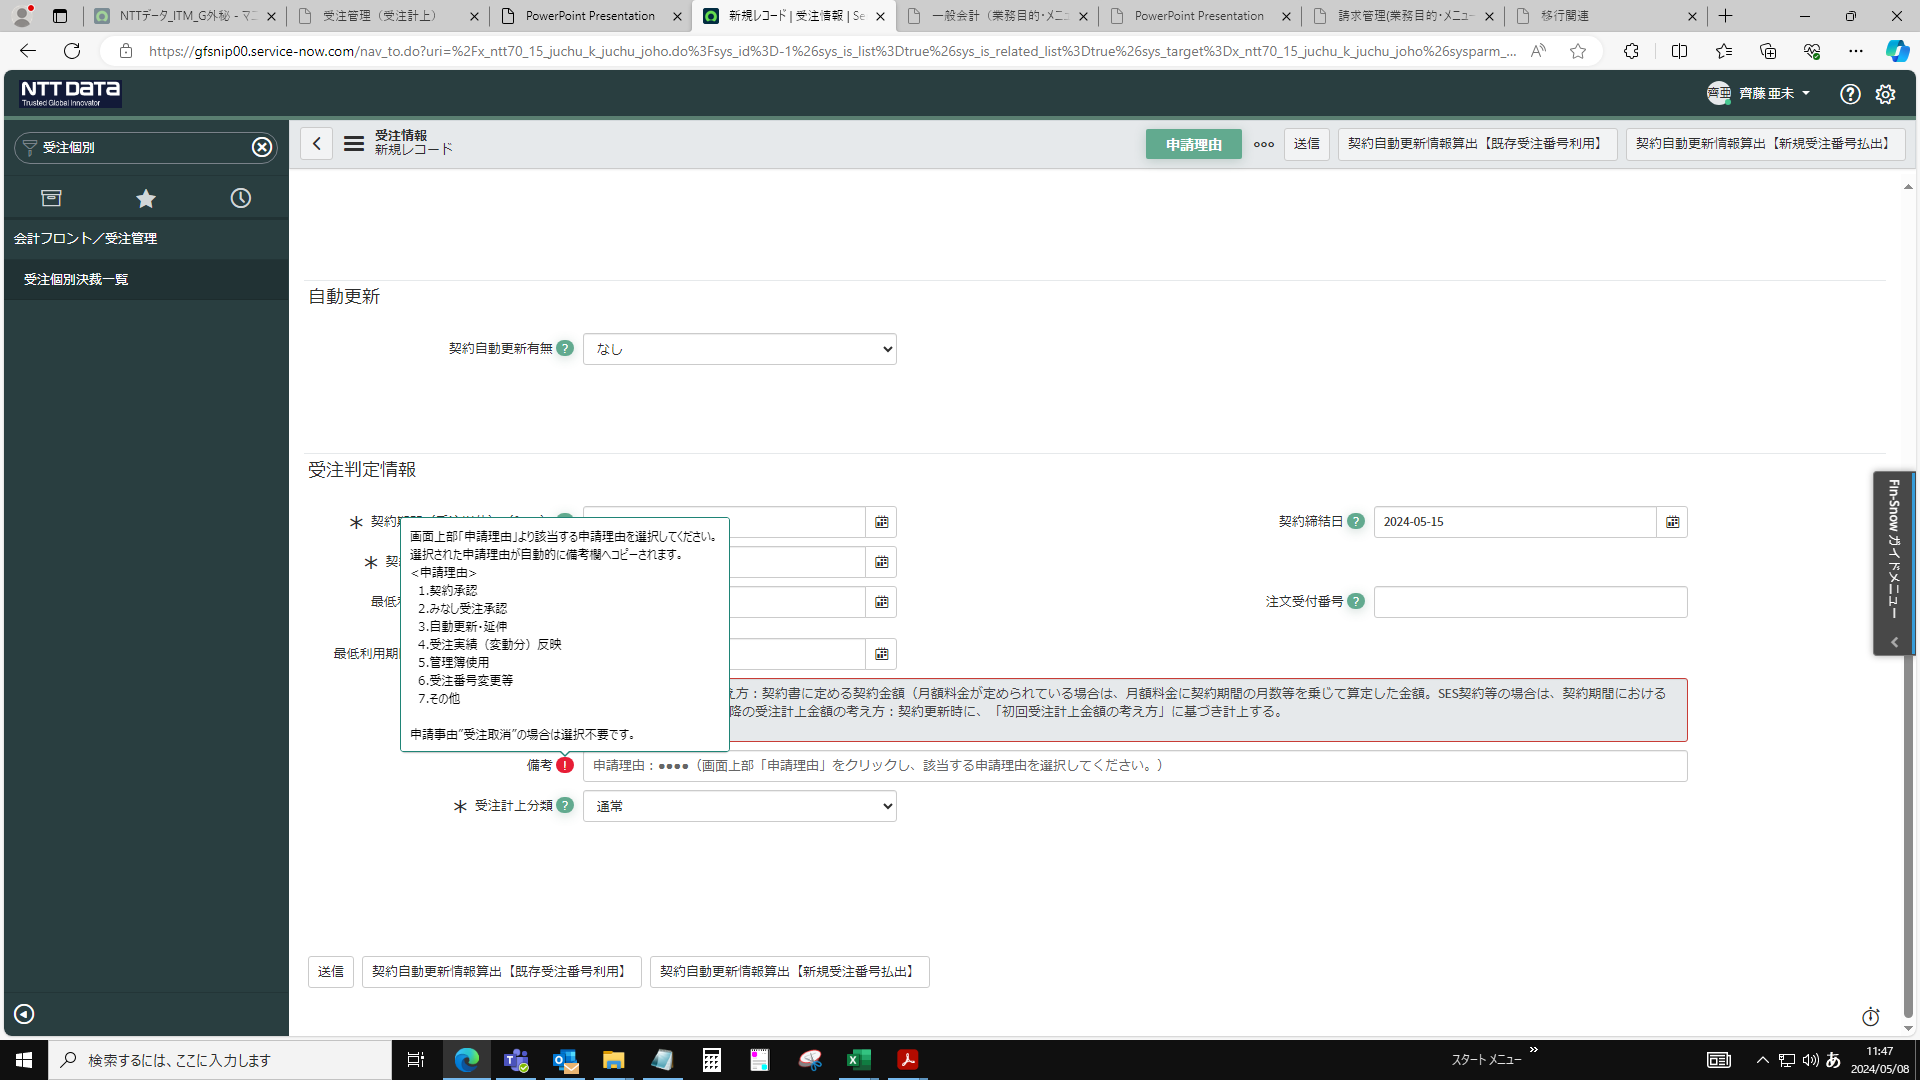 NTTデータ_ITM_G外秘 - マニ
受注管理（受注計上）
PowerPoint Presentation
新規レコード | 受注情報 | Se
一般会計（業務目的・メニュ
PowerPoint Presentation
請求管理(業務目的・メニュー
移行関連
https://gfsnip00.service-now.com/nav_to.do?uri=%2Fx_ntt70_15_juchu_k_juchu_joho.do%3Fsys_id%3D-1%26sys_is_list%3Dtrue%26sys_is_related_list%3Dtrue%26sys_target%3Dx_ntt70_15_juchu_k_juchu_joho%26sysparm_...
NTT DATA
Trusted Global Innovator
齊亜
齊藤 亜未
受注個別
受注情報
新規レコード
申請理由
送信
契約自動更新情報算出【既存受注番号利用】
契約自動更新情報算出【新規受注番号払出】
会計フロント／受注管理
受注個別決裁一覧
自動更新
契約自動更新有無
なし
受注判定情報
契約締結日
2024-05-15
注文受付番号
最低利用期
画面上部「申請理由」より該当する申請理由を選択してください。
選択された申請理由が自動的に備考欄へコピーされます。
<申請理由>
1.契約承認
2.みなし受注承認
3.自動更新・延伸
4.受注実績（変動分）反映
5.管理簿使用
6.受注番号変更等
7.その他
申請事由"受注取消"の場合は選択不要です。
え方：契約書に定める契約金額（月額料金が定められている場合は、月額料金に契約期間の月数等を乗じて算定した金額。SES契約等の場合は、契約期間における
降の受注計上金額の考え方：契約更新時に、「初回受注計上金額の考え方」に基づき計上する。
備考
申請理由：●●●●（画面上部「申請理由」をクリックし、該当する申請理由を選択してください。）
受注計上分類
通常
送信
契約自動更新情報算出【既存受注番号利用】
契約自動更新情報算出【新規受注番号払出】
Fin-Snow ガイドメニュー
検索するには、ここに入力します
スタート メニュー
あ
11:47
2024/05/08